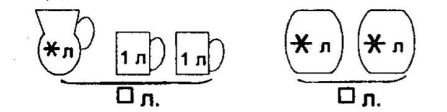 * л 1 л 1 л * л * л
□ л. □ л.